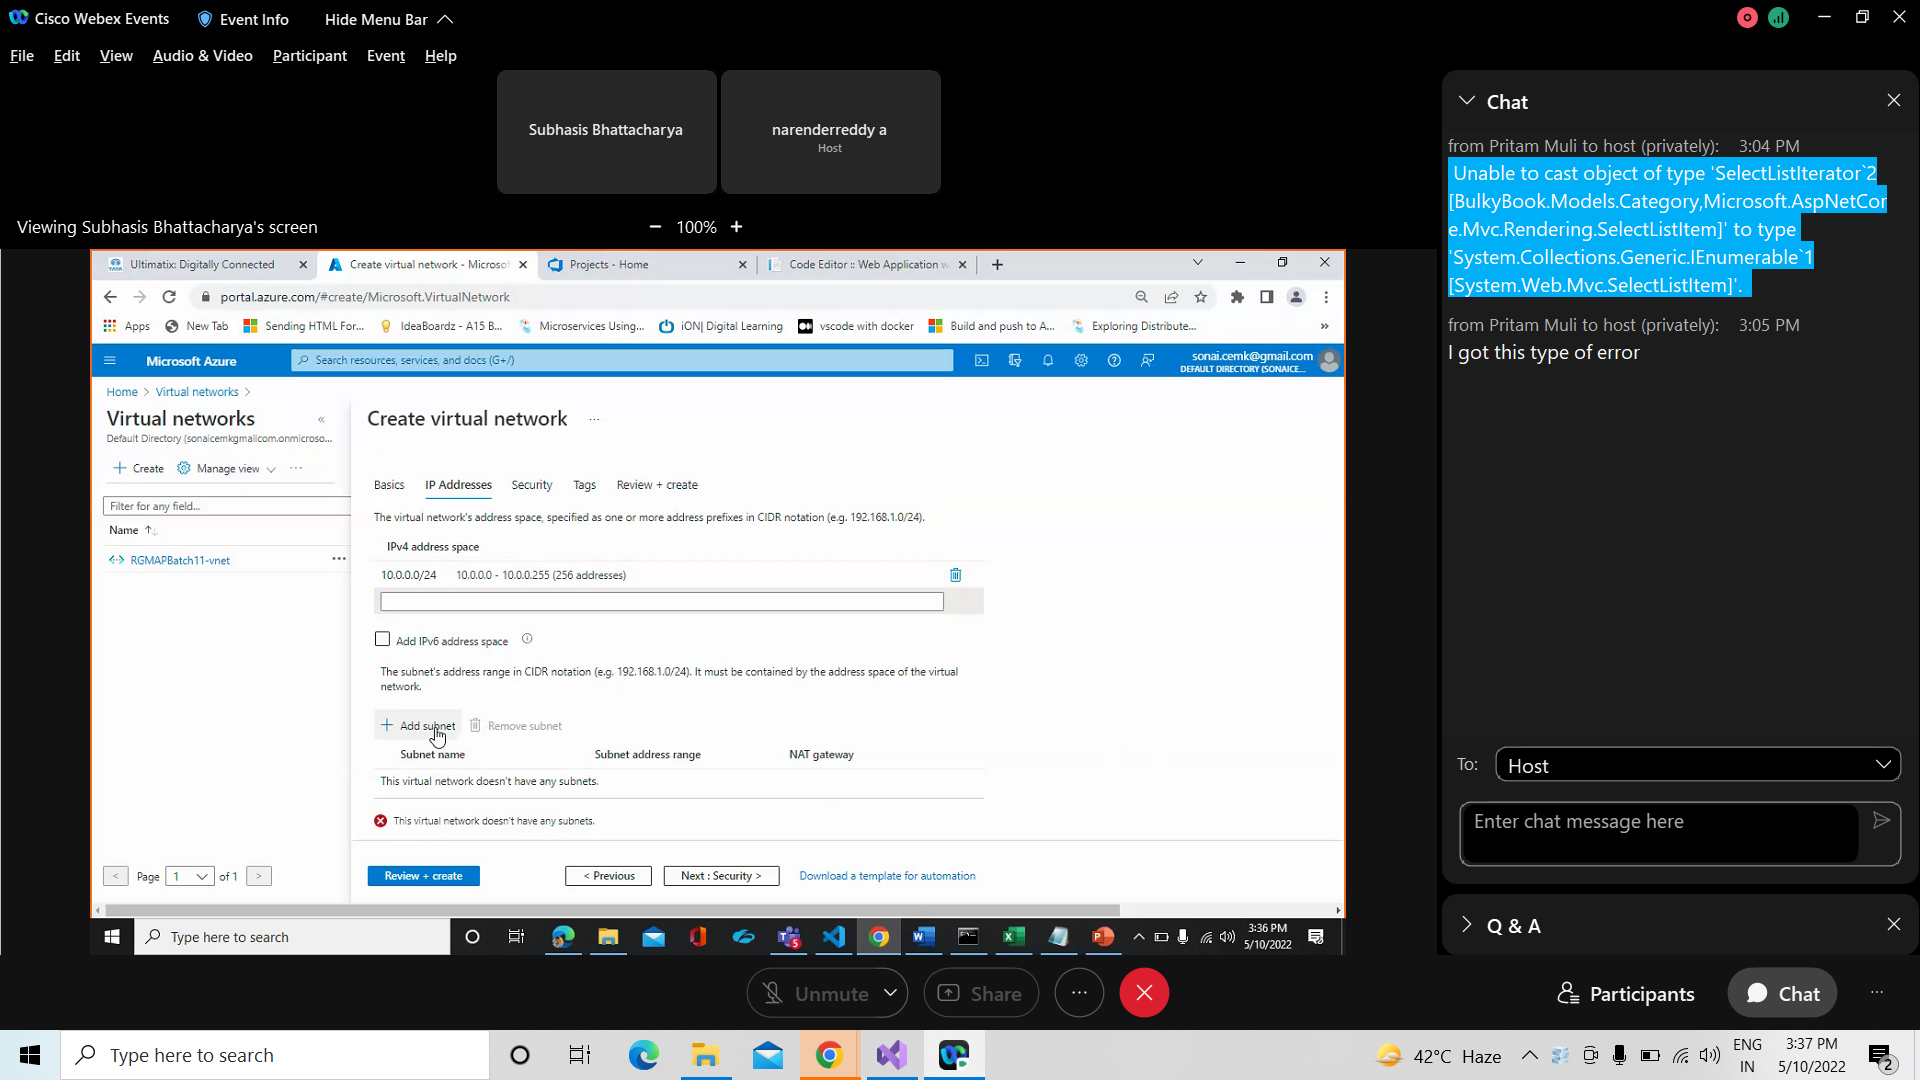 Cisco Webex Events
Event Info
Hide Menu Bar
File Edit View Audio & Video Participant Event Help
Subhasis Bhattacharya
narenderreddy a
Host
Viewing Subhasis Bhattacharya's screen
100%
Ultimatix: Digitally Connected
Create virtual network - Microso
Projects - Home
Code Editor :: Web Application w
portal.azure.com/#create/Microsoft.VirtualNetwork
Apps
New Tab
Sending HTML For...
IdeaBoardz - A15 B...
Microservices Using...
iON| Digital Learning
vscode with docker
Build and push to A...
Exploring Distribute...
Microsoft Azure
Search resources, services, and docs (G+/)
sonai.cemk@gmail.com
DEFAULT DIRECTORY (SONAICE...
Home > Virtual networks >
Virtual networks
Default Directory (sonaicemkgmailcom.onmicroso...
Create
Manage view
Filter for any field...
Name
RGMAPBatch11-vnet
Page 1 of 1
Create virtual network
Basics IP Addresses Security Tags Review + create
The virtual network's address space, specified as one or more address prefixes in CIDR notation (e.g. 192.168.1.0/24).
IPv4 address space
10.0.0.0/24 10.0.0.0 - 10.0.0.255 (256 addresses)
Add IPv6 address space
The subnet's address range in CIDR notation (e.g. 192.168.1.0/24). It must be contained by the address space of the virtual
network.
Add subnet
Remove subnet
Subnet name Subnet address range NAT gateway
This virtual network doesn't have any subnets.
This virtual network doesn't have any subnets.
Review + create
< Previous
Next : Security >
Download a template for automation
Type here to search
5
3:36 PM
5/10/2022
Chat
from Pritam Muli to host (privately): 3:04 PM
Unable to cast object of type 'SelectListIterator`2
[BulkyBook.Models.Category,Microsoft.AspNetCor
e.Mvc.Rendering.SelectListItem]' to type
'System.Collections.Generic.IEnumerable`1
[System.Web.Mvc.SelectListItem]'.
from Pritam Muli to host (privately): 3:05 PM
I got this type of error
To: Host
Enter chat message here
Q & A
Unmute
Share
Participants
Chat
Type here to search
42°C Haze
ENG
IN
3:37 PM
5/10/2022
2